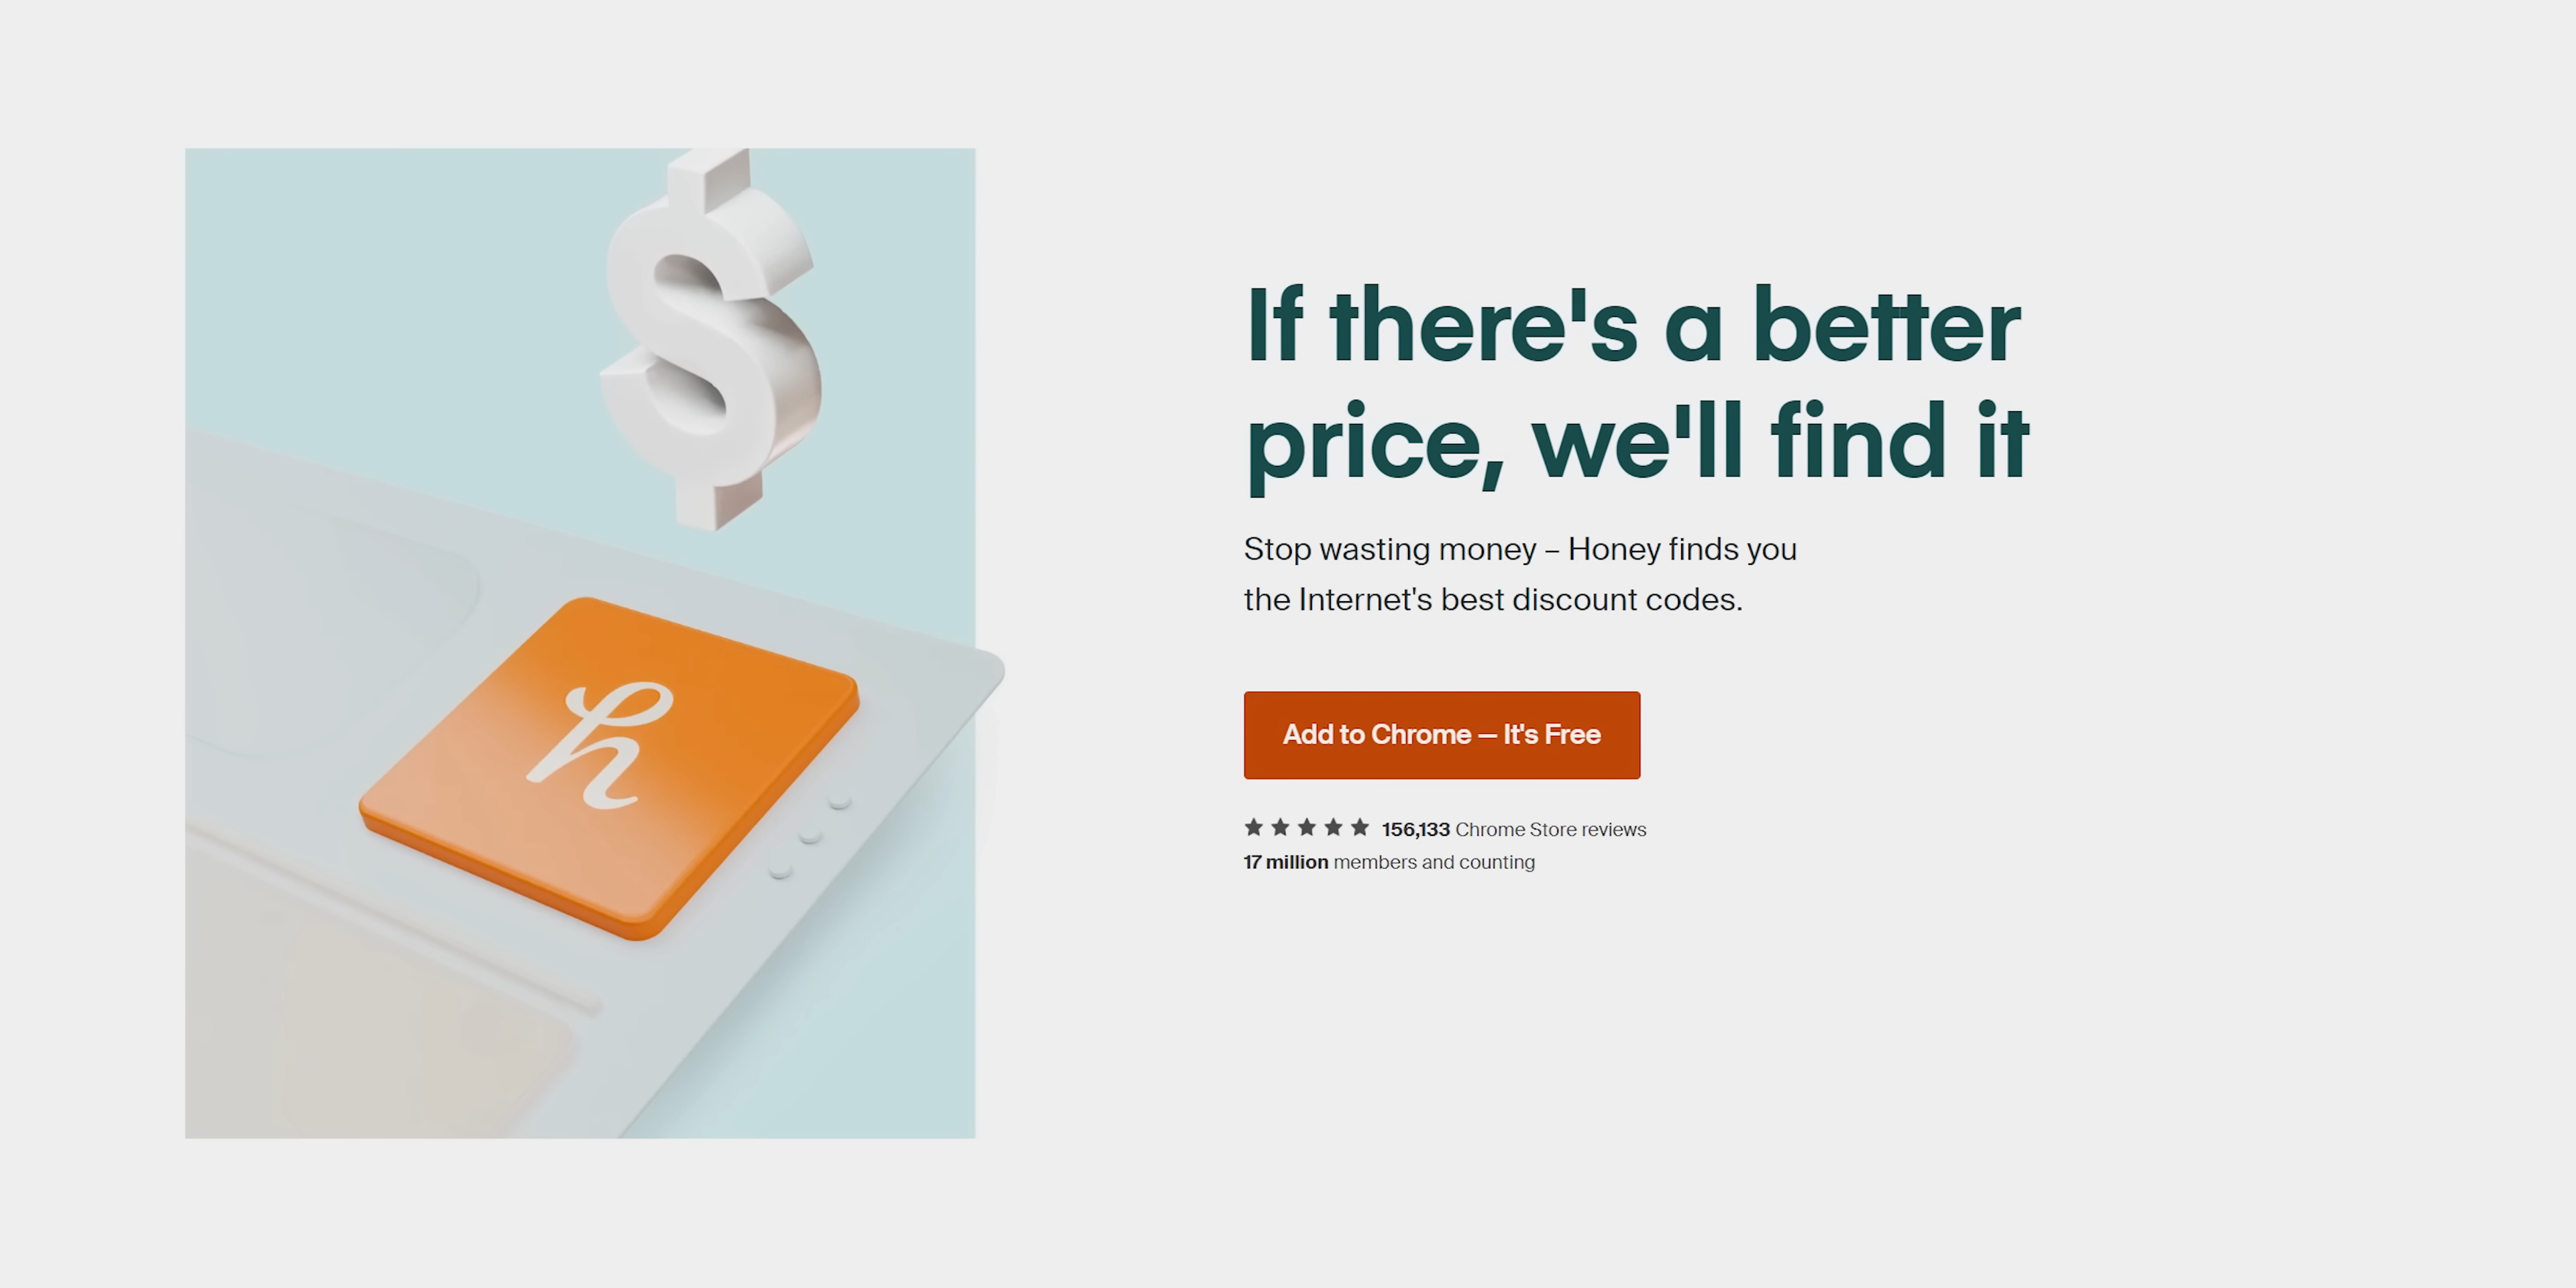 $
h
If there's a better
price, we'll find it
Stop wasting money – Honey finds you
the Internet's best discount codes.
Add to Chrome — It's Free
156,133 Chrome Store reviews
17 million members and counting